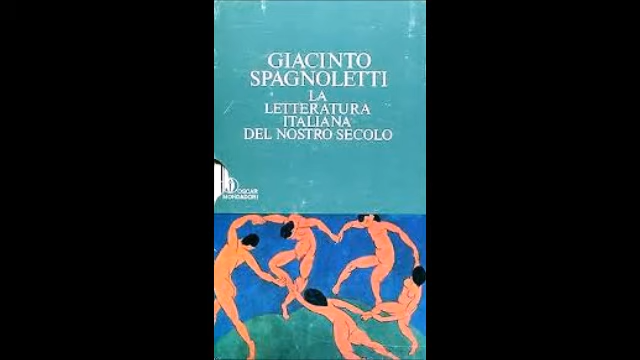 GIACINTO
SPAGNOLETTI
LA
LETTERATURA
ITALIANA
DEL NOSTRO SECOLO
OSCAR
MONDADORI